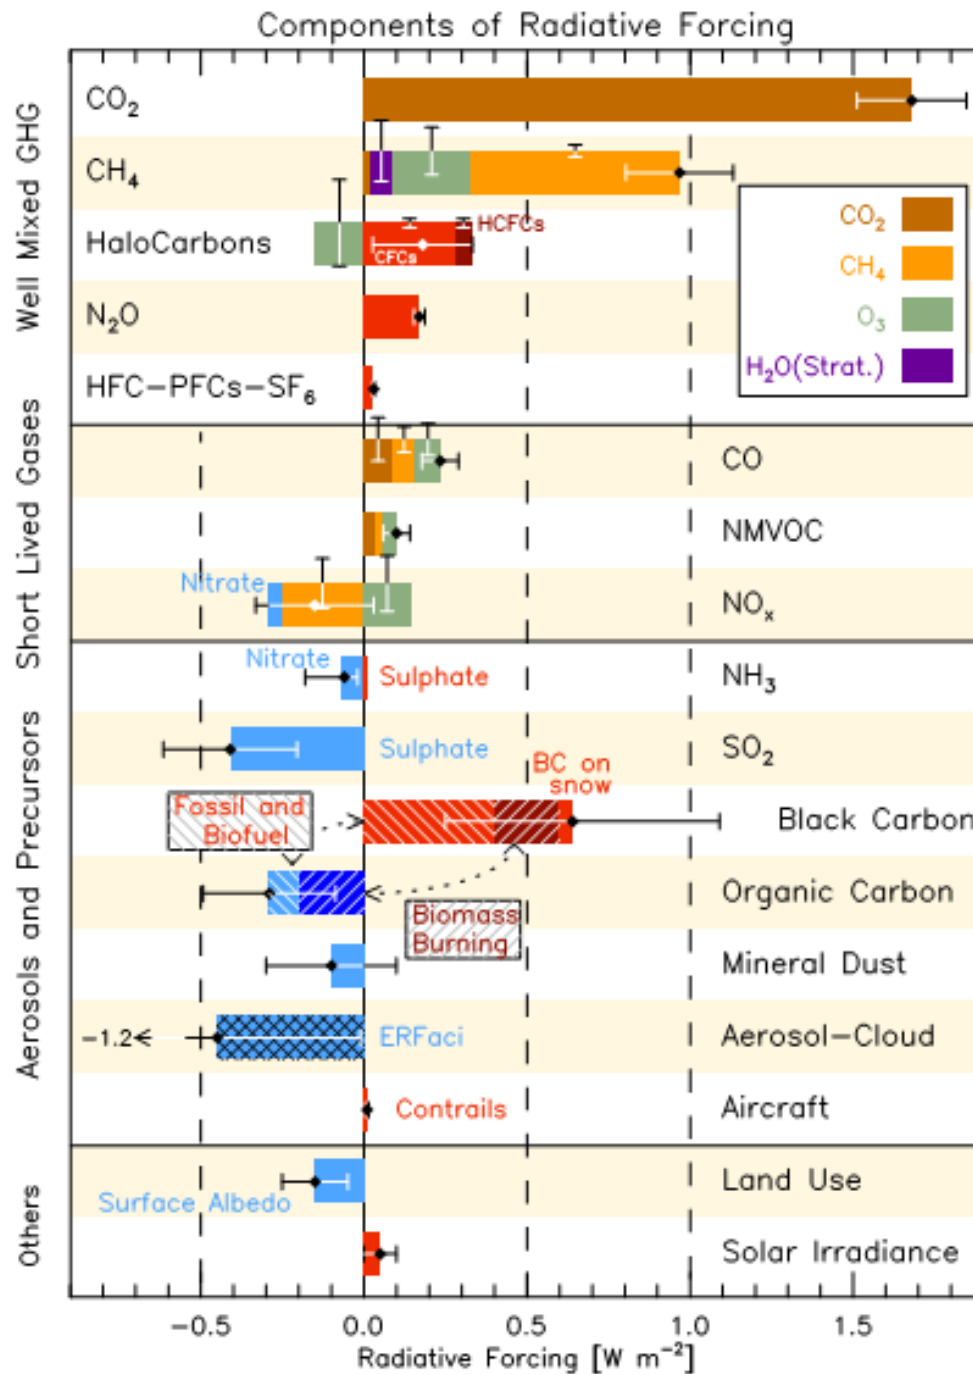 Components of Radiative Forcing
Well Mixed GHG
CO₂
CH₄
HaloCarbons
HCFCs
CFCs
N₂O
HFC-PFCs-SF₆
CO₂
CH₄
O₃
H₂O(Strat.)
Short Lived Gases
CO
NMVOC
Nitrate
NOₓ
Aerosols and Precursors
Nitrate
Sulphate
NH₃
Sulphate
SO₂
BC on
snow
Fossil and
Biofuel
Black Carbon
Organic Carbon
Biomass
Burning
Mineral Dust
-1.2
ERFaci
Aerosol-Cloud
Contrails
Aircraft
Others
Land Use
Surface Albedo
Solar Irradiance
-0.5 0.0 0.5 1.0 1.5
Radiative Forcing [W m⁻²]